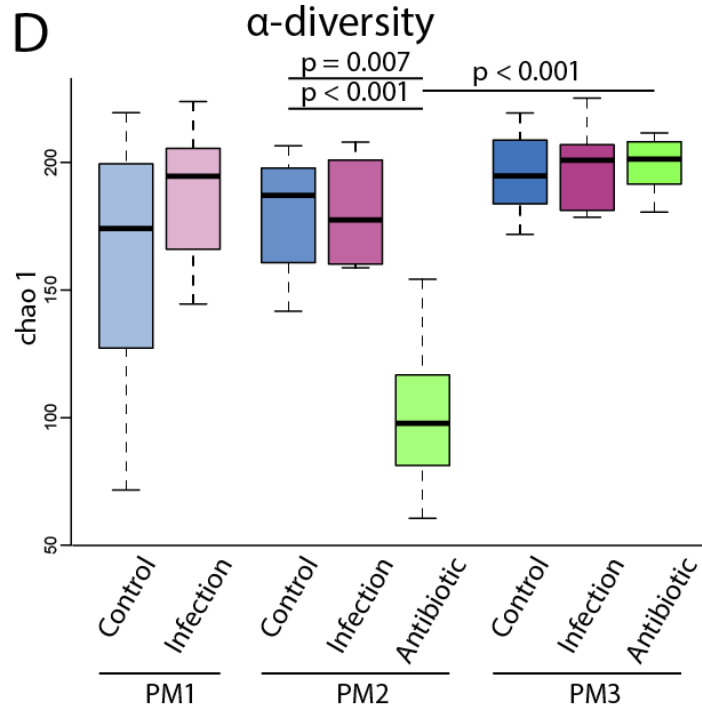 D
α-diversity
p = 0.007
p < 0.001
p < 0.001
chao 1
200
150
100
50
Control
Infection
Control
Infection
Antibiotic
Control
Infection
Antibiotic
PM1
PM2
PM3